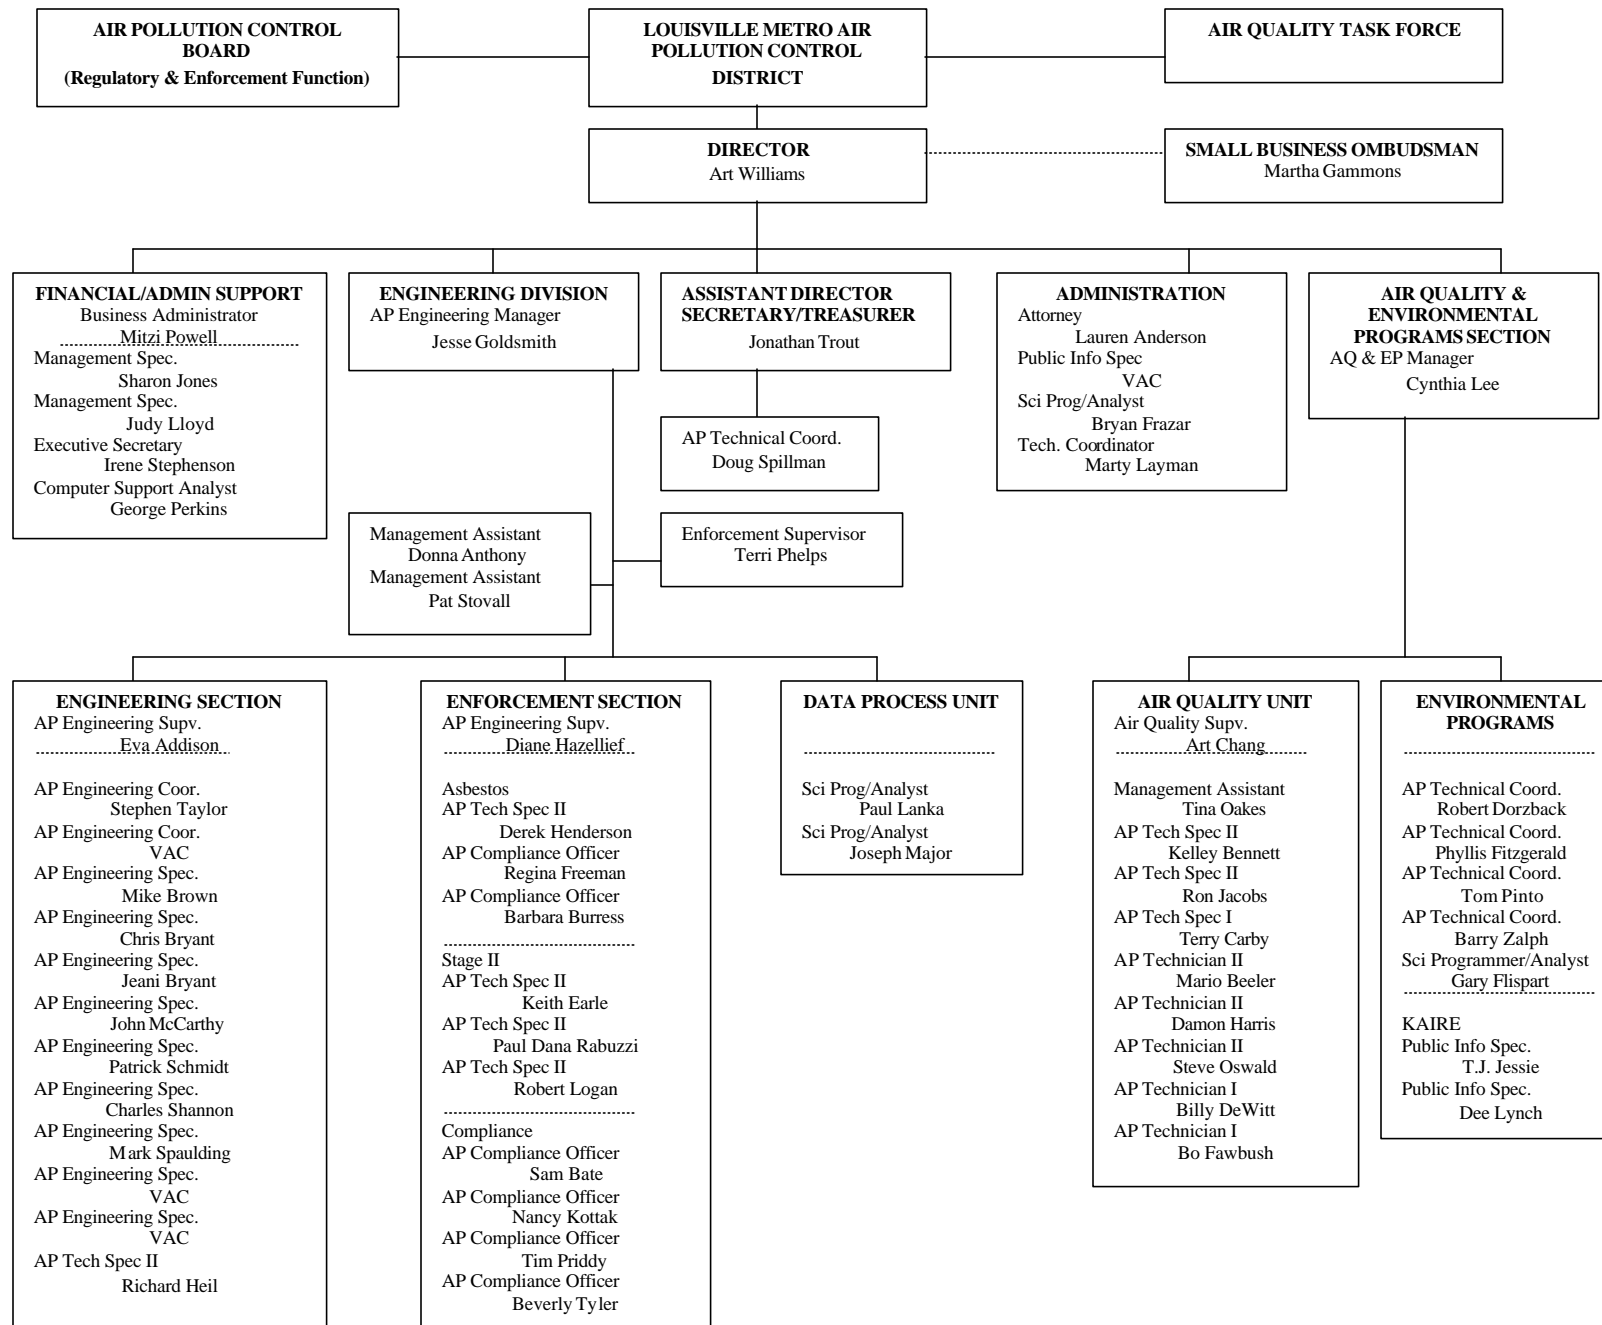 AIR POLLUTION CONTROL
BOARD
(Regulatory & Enforcement Function)
LOUISVILLE METRO AIR
POLLUTION CONTROL
DISTRICT
AIR QUALITY TASK FORCE
DIRECTOR
Art Williams
SMALL BUSINESS OMBUDSMAN
Martha Gammons
FINANCIAL/ADMIN SUPPORT
Business Administrator
Mitzi Powell
Management Spec.
Sharon Jones
Management Spec.
Judy Lloyd
Executive Secretary
Irene Stephenson
Computer Support Analyst
George Perkins
ENGINEERING DIVISION
AP Engineering Manager
Jesse Goldsmith
ASSISTANT DIRECTOR
SECRETARY/TREASURER
Jonathan Trout
ADMINISTRATION
Attorney
Lauren Anderson
Public Info Spec
VAC
Sci Prog/Analyst
Bryan Frazar
Tech. Coordinator
Marty Layman
AIR QUALITY &
ENVIRONMENTAL
PROGRAMS SECTION
AQ & EP Manager
Cynthia Lee
AP Technical Coord.
Doug Spillman
Management Assistant
Donna Anthony
Management Assistant
Pat Stovall
Enforcement Supervisor
Terri Phelps
ENGINEERING SECTION
AP Engineering Supv.
Eva Addison
AP Engineering Coor.
Stephen Taylor
AP Engineering Coor.
VAC
AP Engineering Spec.
Mike Brown
AP Engineering Spec.
Chris Bryant
AP Engineering Spec.
Jeani Bryant
AP Engineering Spec.
John McCarthy
AP Engineering Spec.
Patrick Schmidt
AP Engineering Spec.
Charles Shannon
AP Engineering Spec.
Mark Spaulding
AP Engineering Spec.
VAC
AP Engineering Spec.
VAC
AP Tech Spec II
Richard Heil
ENFORCEMENT SECTION
AP Engineering Supv.
Diane Hazellief
Asbestos
AP Tech Spec II
Derek Henderson
AP Compliance Officer
Regina Freeman
AP Compliance Officer
Barbara Burress
Stage II
AP Tech Spec II
Keith Earle
AP Tech Spec II
Paul Dana Rabuzzi
AP Tech Spec II
Robert Logan
Compliance
AP Compliance Officer
Sam Bate
AP Compliance Officer
Nancy Kottak
AP Compliance Officer
Tim Priddy
AP Compliance Officer
Beverly Tyler
DATA PROCESS UNIT
Sci Prog/Analyst
Paul Lanka
Sci Prog/Analyst
Joseph Major
AIR QUALITY UNIT
Air Quality Supv.
Art Chang
Management Assistant
Tina Oakes
AP Tech Spec II
Kelley Bennett
AP Tech Spec II
Ron Jacobs
AP Tech Spec I
Terry Carby
AP Technician II
Mario Beeler
AP Technician II
Damon Harris
AP Technician II
Steve Oswald
AP Technician I
Billy DeWitt
AP Technician I
Bo Fawbush
ENVIRONMENTAL
PROGRAMS
AP Technical Coord.
Robert Dorzback
AP Technical Coord.
Phyllis Fitzgerald
AP Technical Coord.
Tom Pinto
AP Technical Coord.
Barry Zalph
Sci Programmer/Analyst
Gary Flispart
KAIRE
Public Info Spec.
T.J. Jessie
Public Info Spec.
Dee Lynch